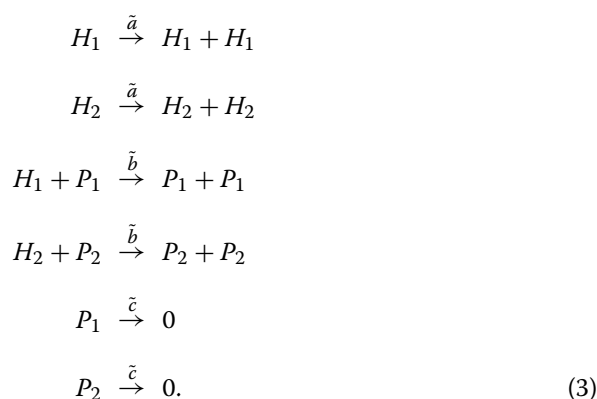 H₁ →ã H₁ + H₁
H₂ →ã H₂ + H₂
H₁ + P₁ →b̃ P₁ + P₁
H₂ + P₂ →b̃ P₂ + P₂
P₁ →c̃ 0
P₂ →c̃ 0. (3)